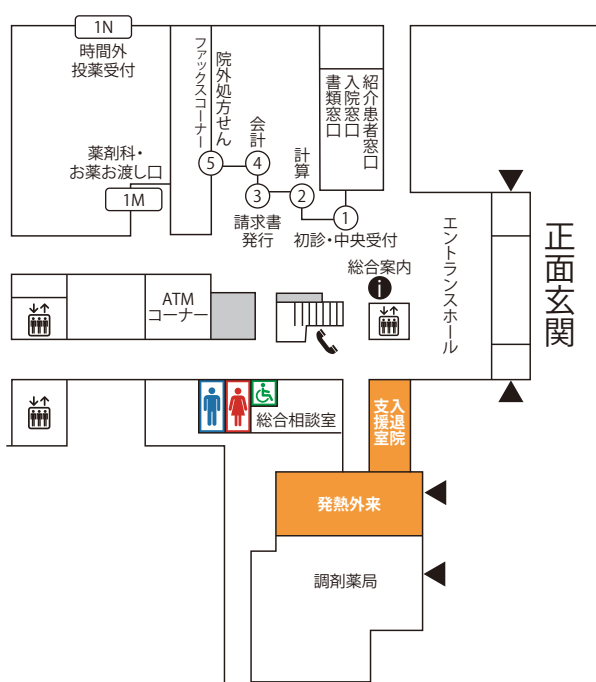 1N
時間外
投薬受付
薬剤科・
お薬お渡し口
1M
院外処方せん
ファックスコーナー
5
会計
4
3
請求書
発行
計算
2
1
初診・中央受付
紹介患者窓口
入院窓口
書類窓口
総合案内
i
エントランスホール
正面玄関
ATM
コーナー
総合相談室
入退院
支援室
発熱外来
調剤薬局